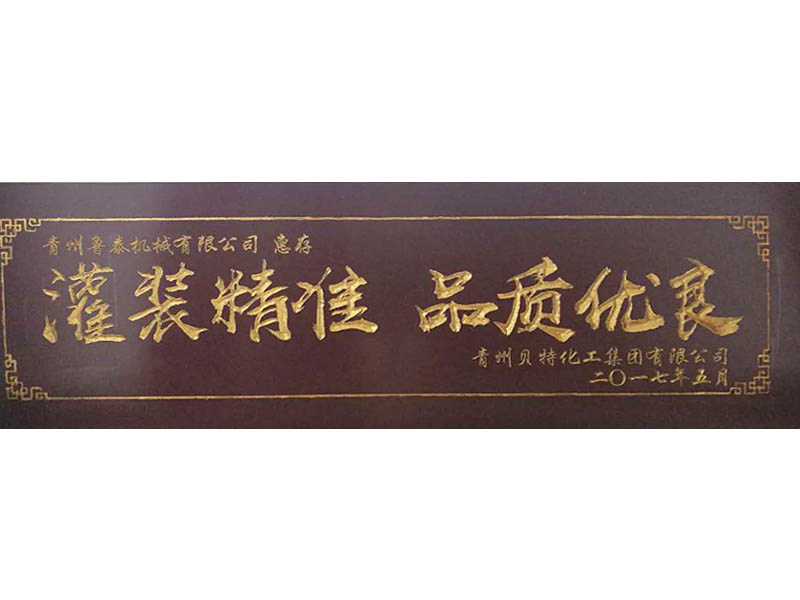 青州鲁泰机械有限公司 惠存
灌装精准 品质优良
青州贝特化工集团有限公司
二〇一七年五月